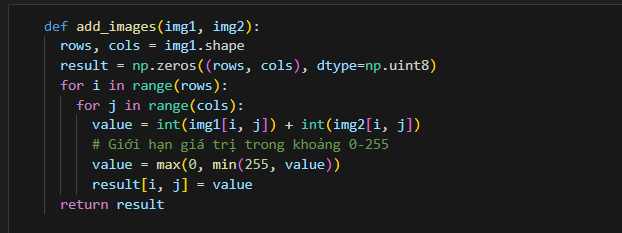 def add_images(img1, img2):
  rows, cols = img1.shape
  result = np.zeros((rows, cols), dtype=np.uint8)
  for i in range(rows):
    for j in range(cols):
      value = int(img1[i, j]) + int(img2[i, j])
      # Giới hạn giá trị trong khoảng 0-255
      value = max(0, min(255, value))
      result[i, j] = value
  return result